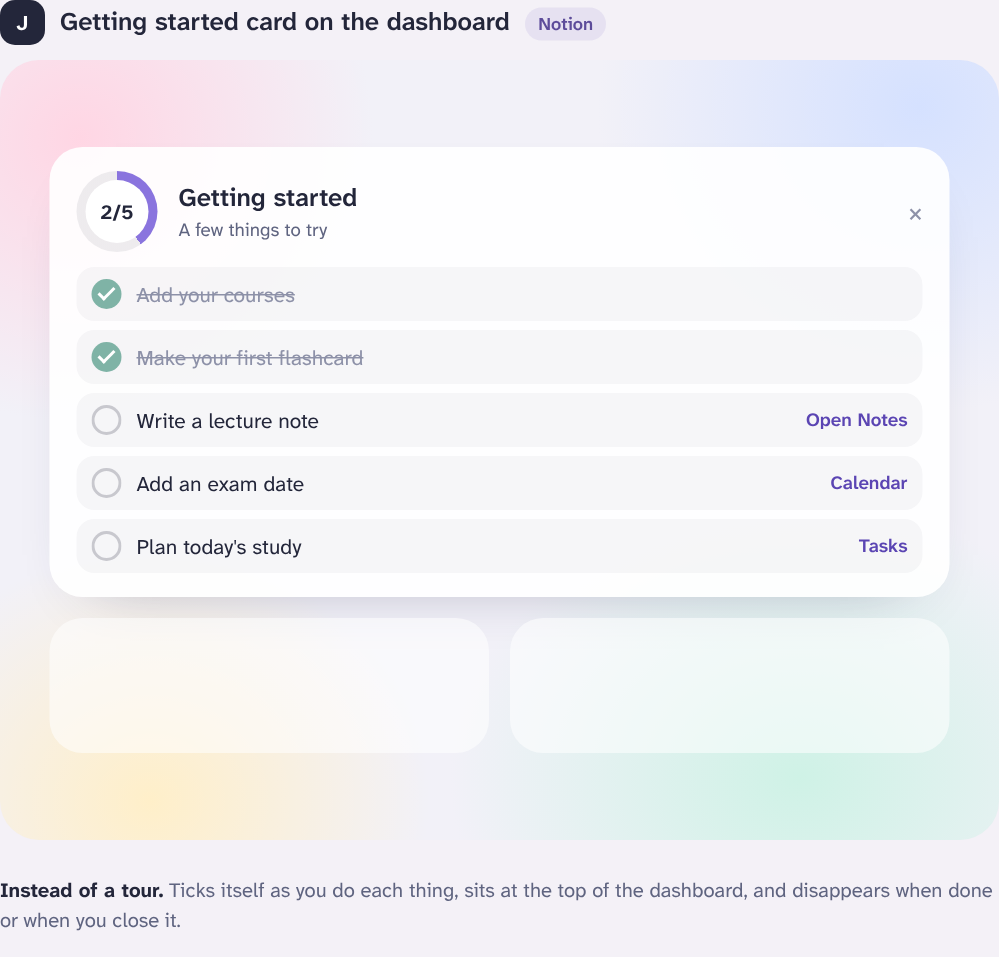 J Getting started card on the dashboard Notion
2/5
Getting started
A few things to try
×
Add your courses
Make your first flashcard
Write a lecture note Open Notes
Add an exam date Calendar
Plan today's study Tasks
Instead of a tour. Ticks itself as you do each thing, sits at the top of the dashboard, and disappears when done
or when you close it.